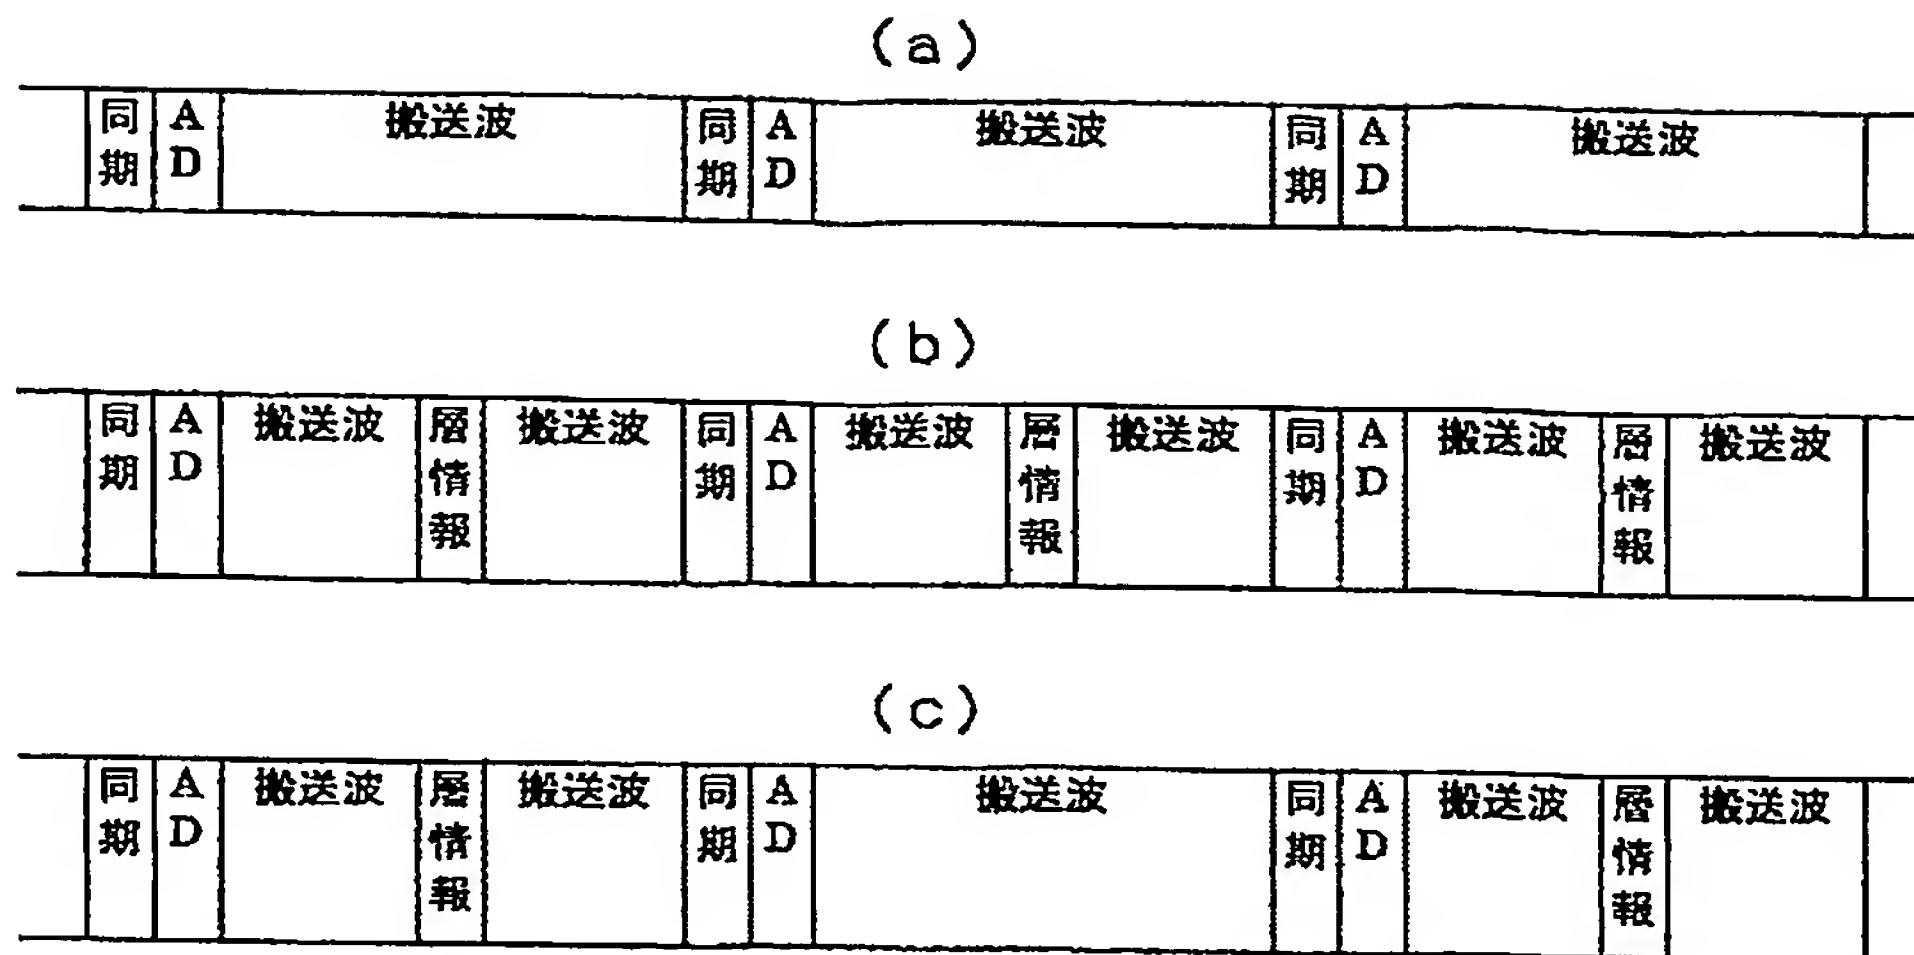 (a)
同期 AD 搬送波 同期 AD 搬送波 同期 AD 搬送波
(b)
同期 AD 搬送波 層情報 搬送波 同期 AD 搬送波 層情報 搬送波 同期 AD 搬送波 層情報 搬送波
(c)
同期 AD 搬送波 層情報 搬送波 同期 AD 搬送波 同期 AD 搬送波 層情報 搬送波